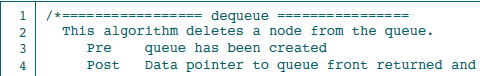 1 /*================= dequeue ================
2 This algorithm deletes a node from the queue.
3 Pre queue has been created
4 Post Data pointer to queue front returned and